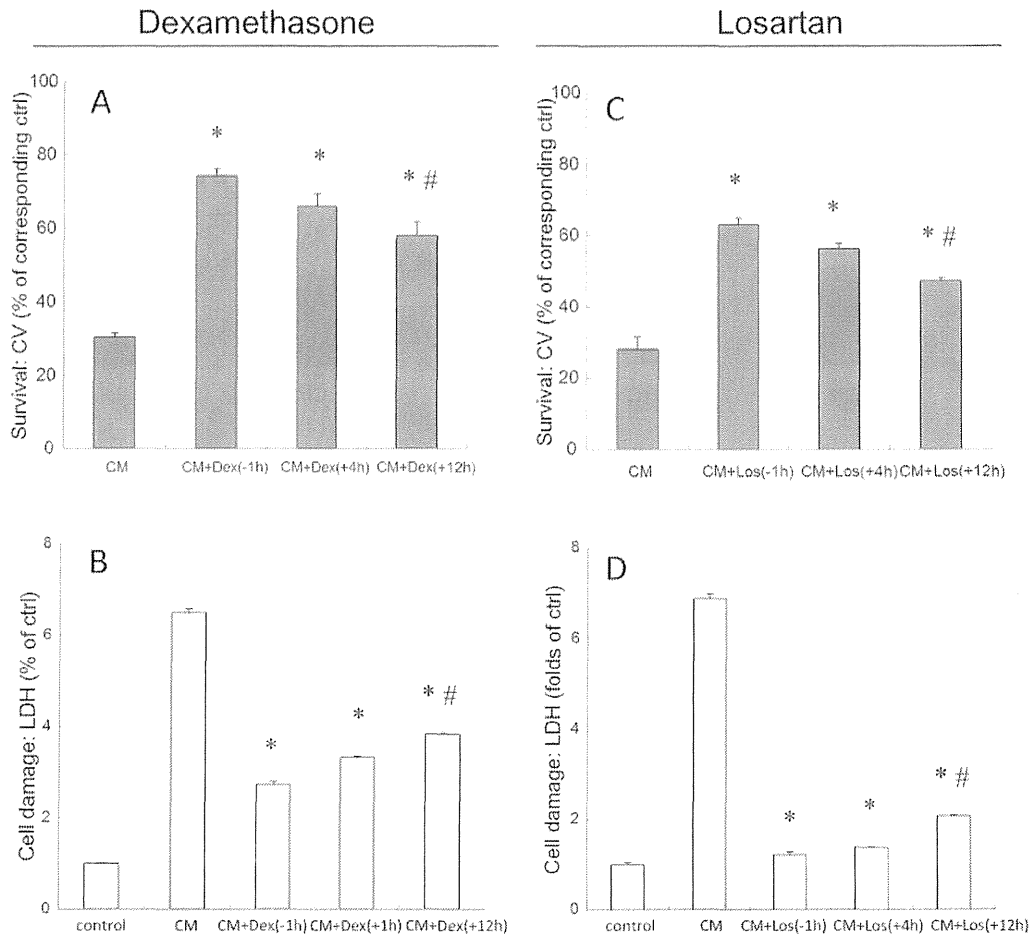 Dexamethasone
Losartan
A
Survival: CV (% of corresponding ctrl)
100
80
60
40
20
0
*
*
* #
CM
CM+Dex(-1h)
CM+Dex(+4h)
CM+Dex(+12h)
C
Survival: CV (% of corresponding ctrl)
100
80
60
40
20
0
*
*
* #
CM
CM+Los(-1h)
CM+Los(+4h)
CM+Los(+12h)
B
Cell damage: LDH (% of ctrl)
8
6
4
2
0
*
*
* #
control
CM
CM+Dex(-1h)
CM+Dex(+1h)
CM+Dex(+12h)
D
Cell damage: LDH (folds of ctrl)
8
6
4
2
0
*
*
* #
control
CM
CM+Los(-1h)
CM+Los(+4h)
CM+Los(+12h)